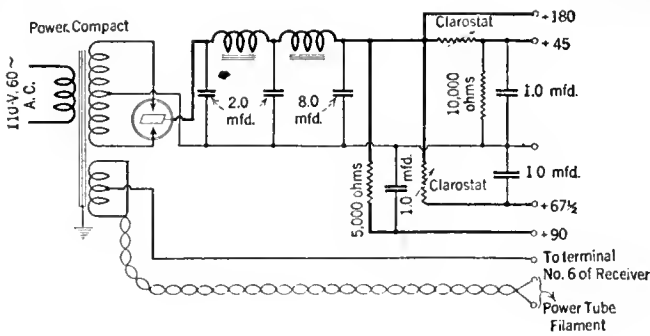 Power Compact
110-V. 60~
A.C.
2.0
mfd.
8.0
mfd.
Clarostat
+180
+45
10,000
ohms
1.0 mfd.
5,000 ohms
1.0 mfd.
Clarostat
1.0 mfd.
+67½
+90
To terminal
No. 6 of Receiver
Power Tube
Filament